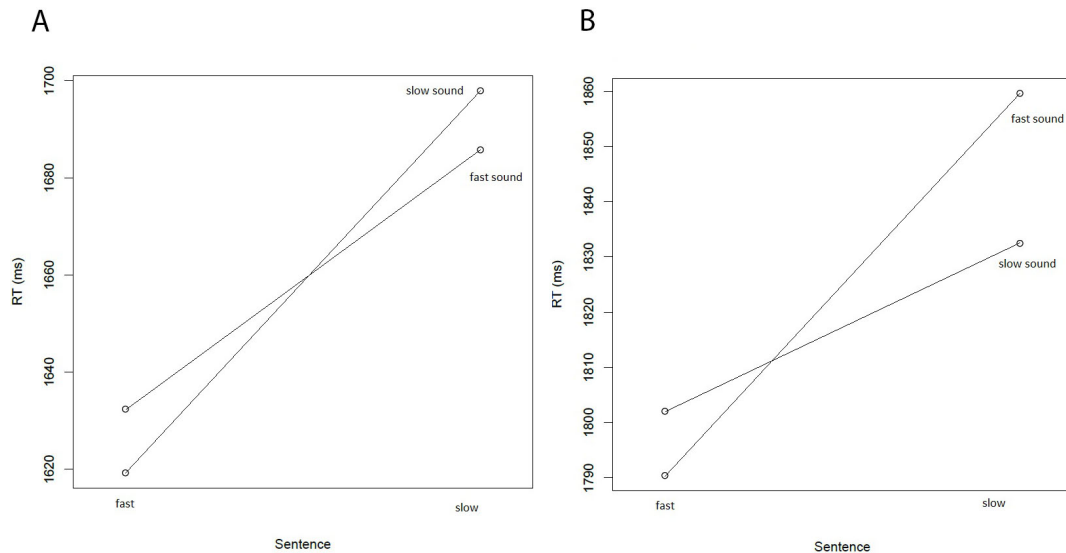 A
RT (ms)
1700
1680
1660
1640
1620
slow sound
fast sound
fast
slow
Sentence
B
RT (ms)
1860
1850
1840
1830
1820
1810
1800
1790
fast sound
slow sound
fast
slow
Sentence